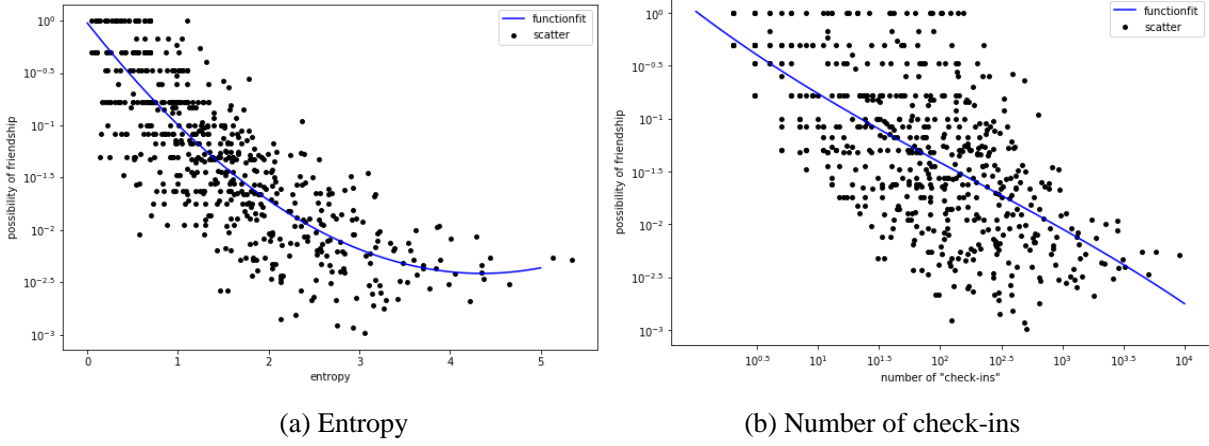 10^0
10^-0.5
10^-1
10^-1.5
10^-2
10^-2.5
10^-3
possibility of friendship
0 1 2 3 4 5
entropy
functionfit
scatter
(a) Entropy
10^0
10^-0.5
10^-1
10^-1.5
10^-2
10^-2.5
10^-3
possibility of friendship
10^0.5 10^1 10^1.5 10^2 10^2.5 10^3 10^3.5 10^4
number of "check-ins"
functionfit
scatter
(b) Number of check-ins